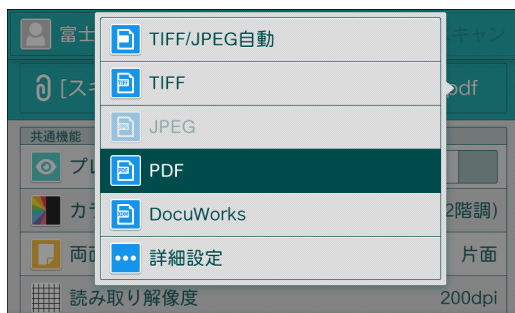 富士
キャン
TIFF/JPEG自動
[スキ
TIFF
pdf
共通機能
JPEG
プレ
PDF
カラ
DocuWorks
2階調)
両面
詳細設定
片面
読み取り解像度
200dpi